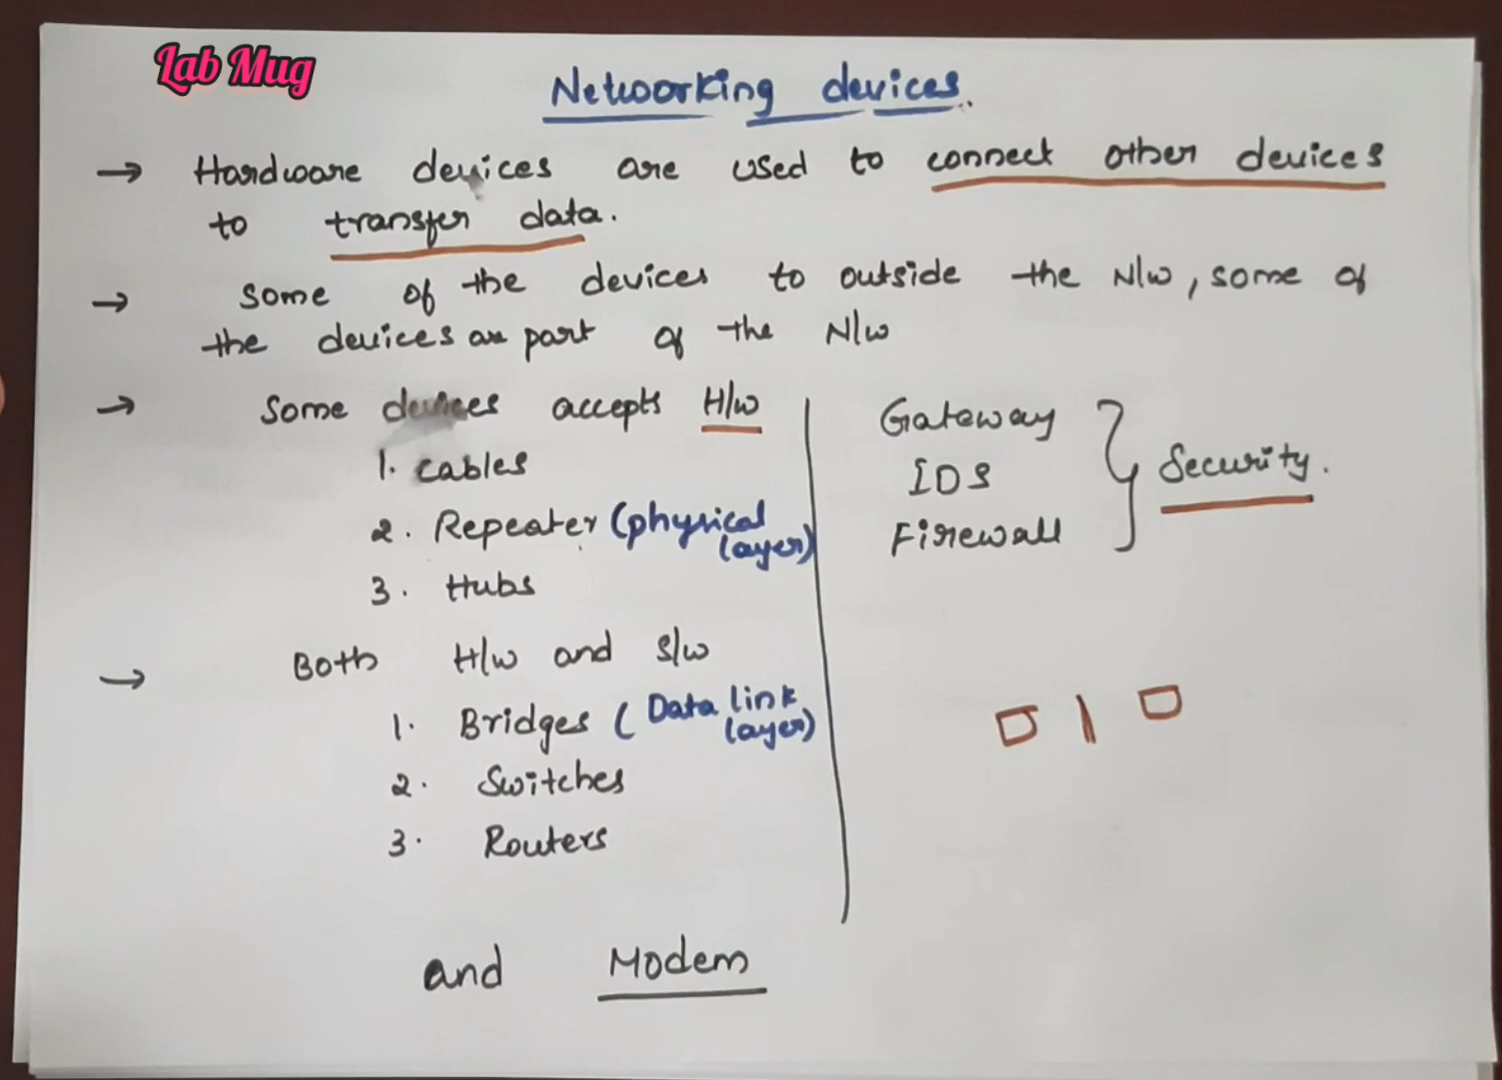 Lab Mug
Networking devices
→ Hardware devices are used to connect other devices
to transfer data.
→ Some of the devices to outside the N/w, some of
the devices are part of the N/w
→ Some devices accepts H/w
1. Cables
2. Repeater (physical
layer)
3. Hubs
→ Both H/w and S/w
1. Bridges ( Data link
layer)
2. Switches
3. Routers
and Modem
Gateway
IDS
Firewall
} Security.